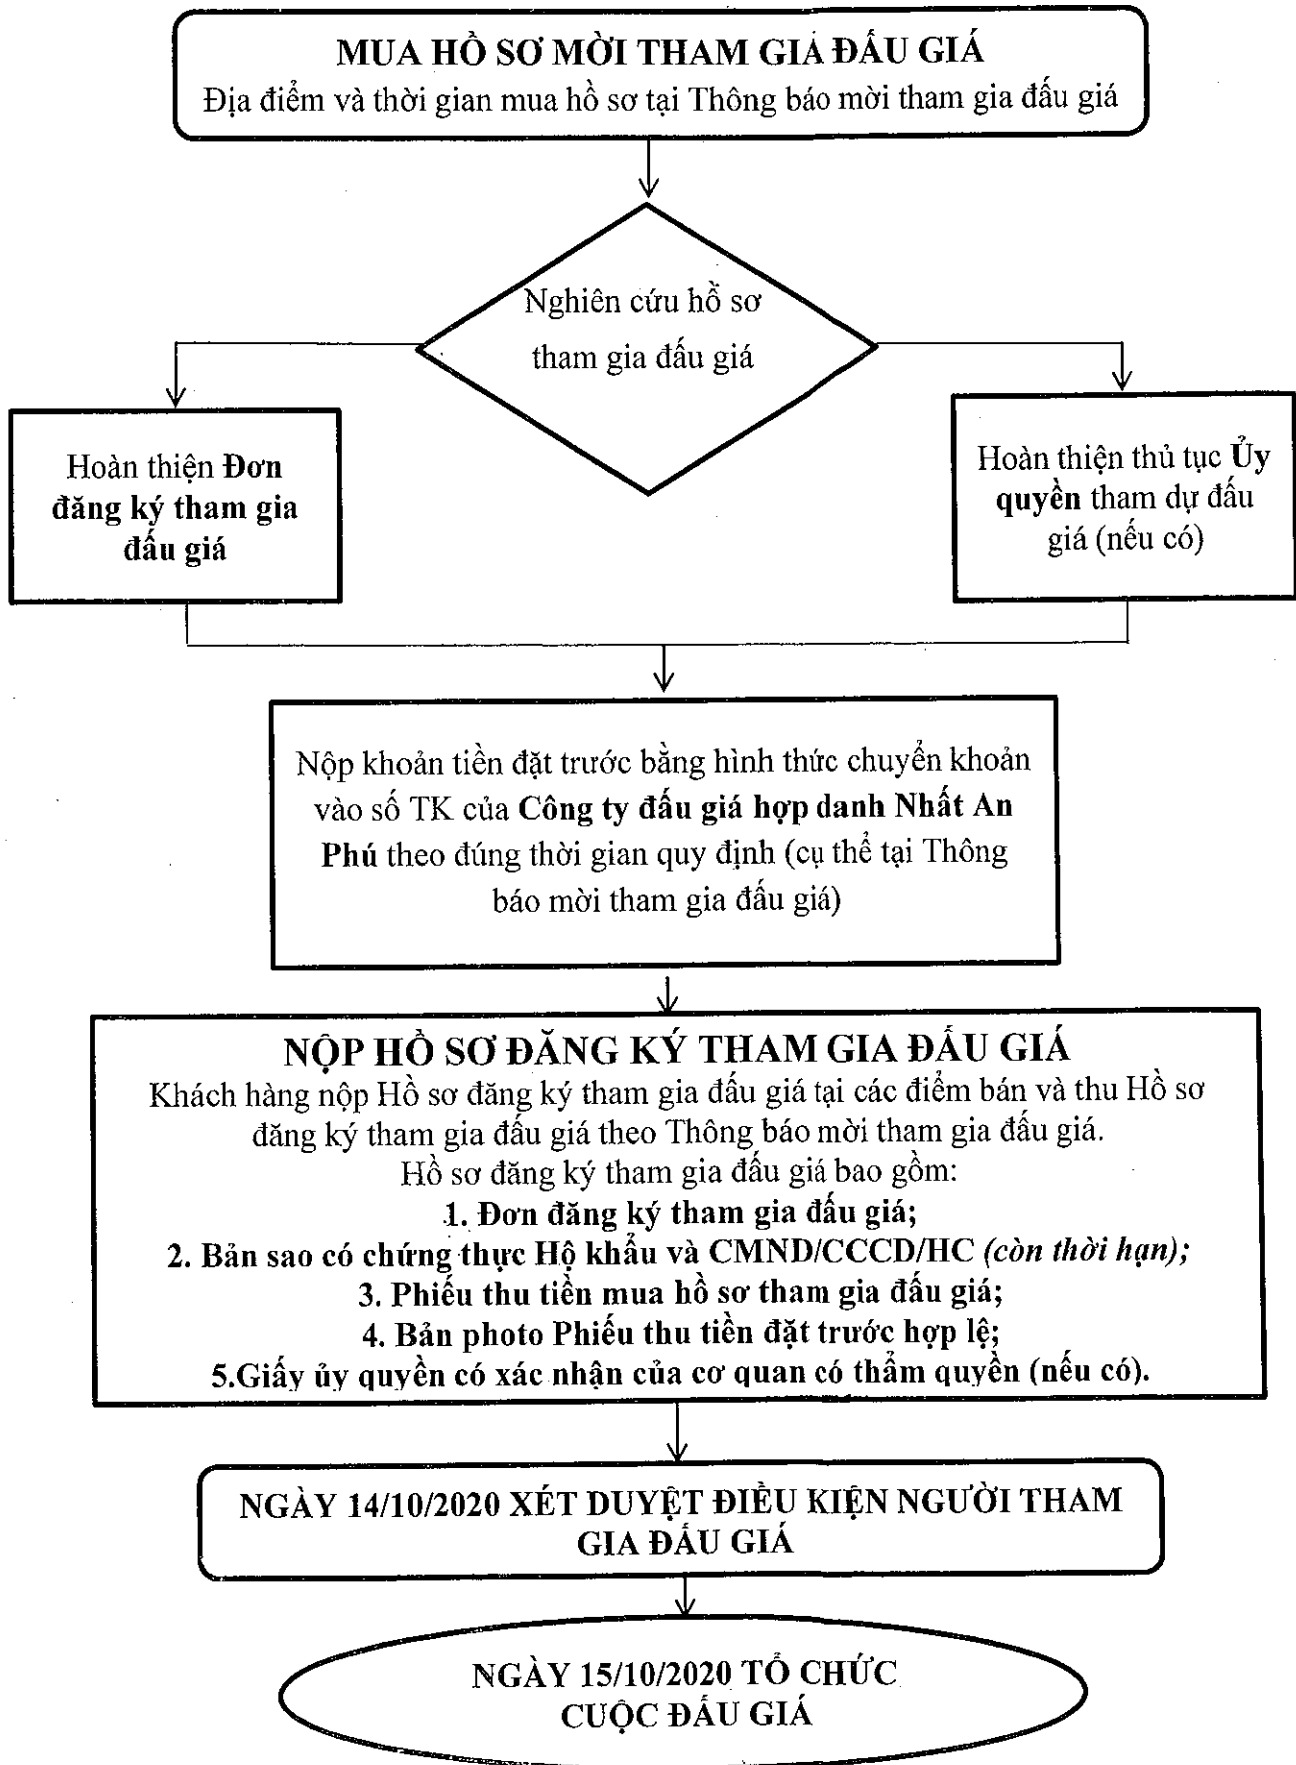 MUA HỒ SƠ MỜI THAM GIA ĐẤU GIÁ
Địa điểm và thời gian mua hồ sơ tại Thông báo mời tham gia đấu giá
Nghiên cứu hồ sơ
tham gia đấu giá
Hoàn thiện Đơn
đăng ký tham gia
đấu giá
Hoàn thiện thủ tục Ủy
quyền tham dự đấu
giá (nếu có)
Nộp khoản tiền đặt trước bằng hình thức chuyển khoản
vào số TK của Công ty đấu giá hợp danh Nhất An
Phú theo đúng thời gian quy định (cụ thể tại Thông
báo mời tham gia đấu giá)
NỘP HỒ SƠ ĐĂNG KÝ THAM GIA ĐẤU GIÁ
Khách hàng nộp Hồ sơ đăng ký tham gia đấu giá tại các điểm bán và thu Hồ sơ
đăng ký tham gia đấu giá theo Thông báo mời tham gia đấu giá.
Hồ sơ đăng ký tham gia đấu giá bao gồm:
1. Đơn đăng ký tham gia đấu giá;
2. Bản sao có chứng thực Hộ khẩu và CMND/CCCD/HC (còn thời hạn);
3. Phiếu thu tiền mua hồ sơ tham gia đấu giá;
4. Bản photo Phiếu thu tiền đặt trước hợp lệ;
5.Giấy ủy quyền có xác nhận của cơ quan có thẩm quyền (nếu có).
NGÀY 14/10/2020 XÉT DUYỆT ĐIỀU KIỆN NGƯỜI THAM
GIA ĐẤU GIÁ
NGÀY 15/10/2020 TỔ CHỨC
CUỘC ĐẤU GIÁ